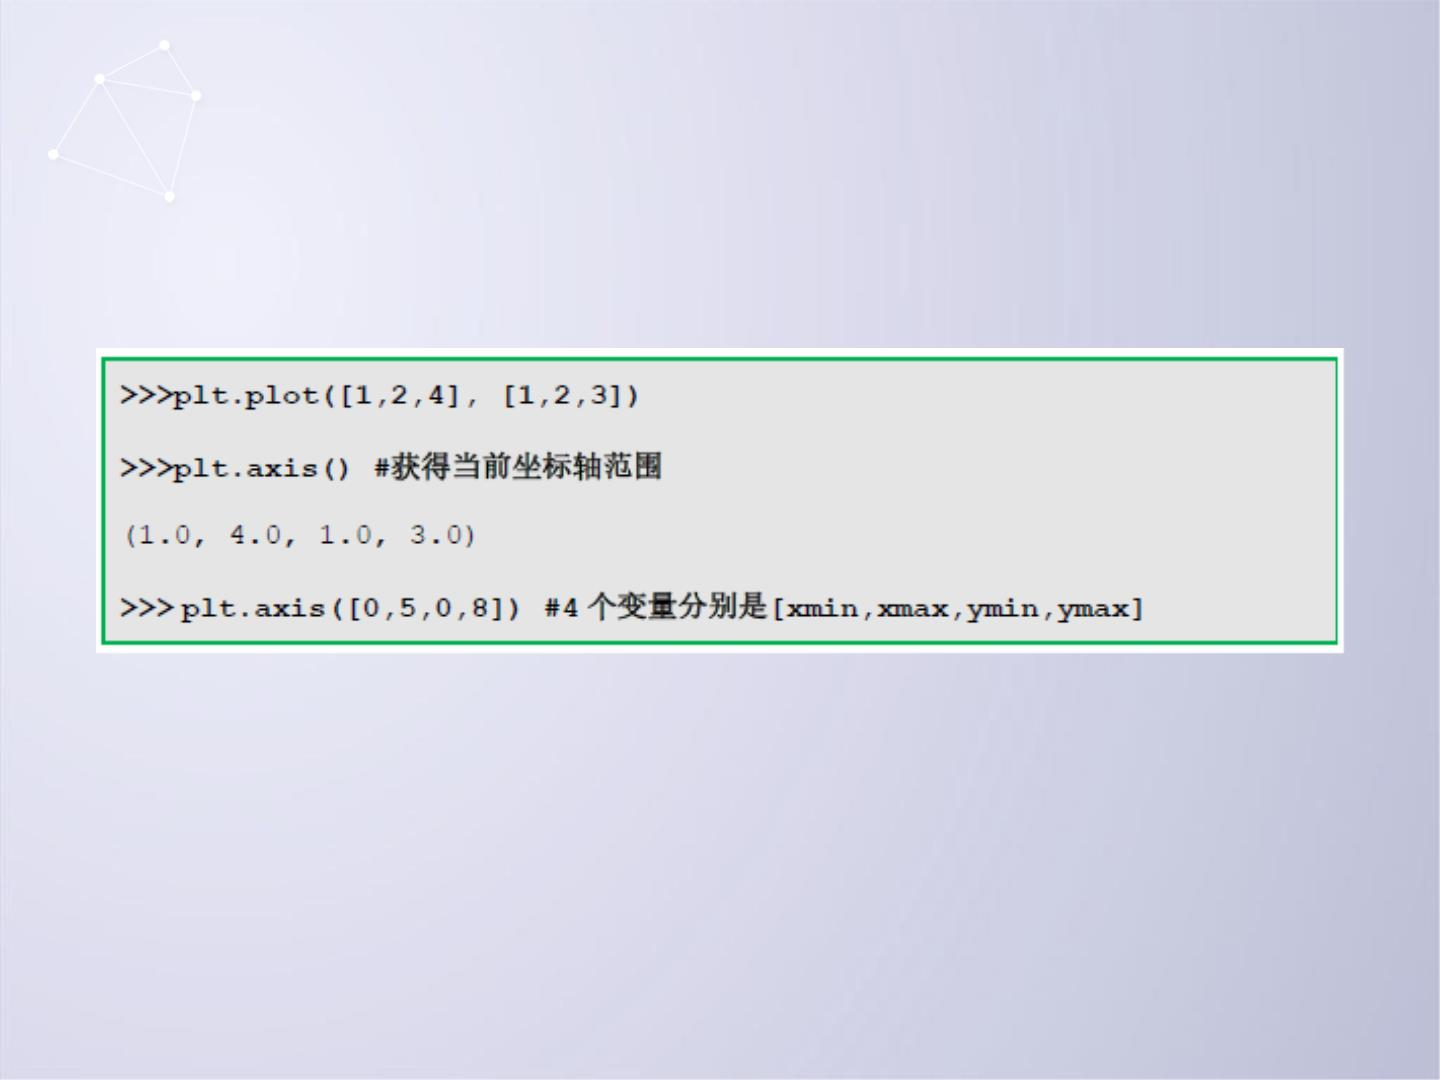 >>>plt.plot([1,2,4], [1,2,3])
>>>plt.axis() #获得当前坐标轴范围
(1.0, 4.0, 1.0, 3.0)
>>> plt.axis([0,5,0,8]) #4 个变量分别是[xmin,xmax,ymin,ymax]